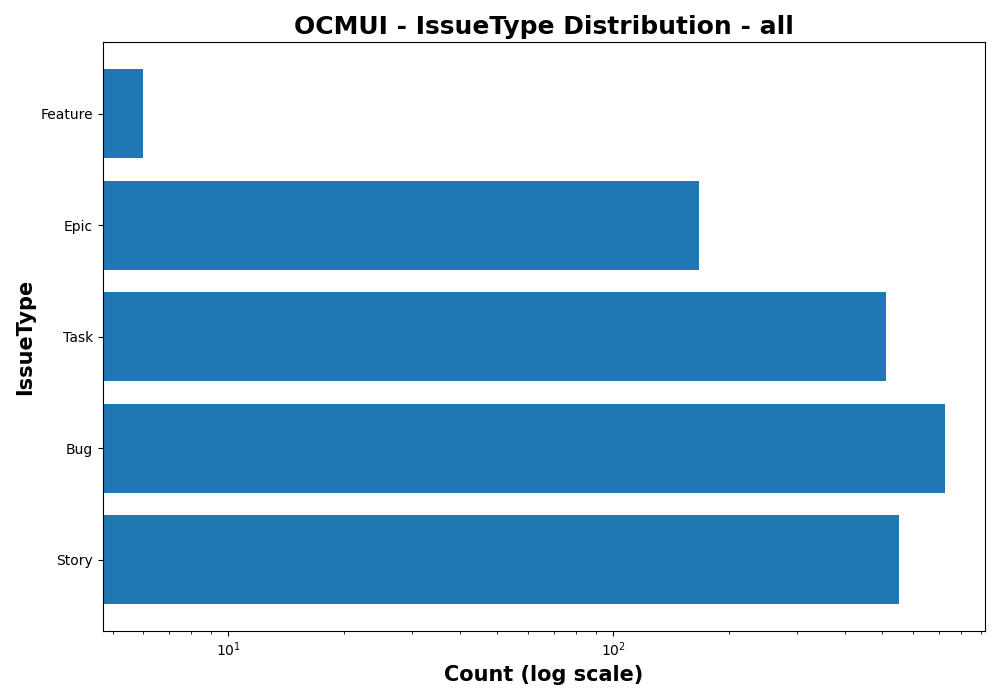 OCMUI - IssueType Distribution - all
Feature
Epic
Task
Bug
Story
IssueType
10¹
10²
Count (log scale)